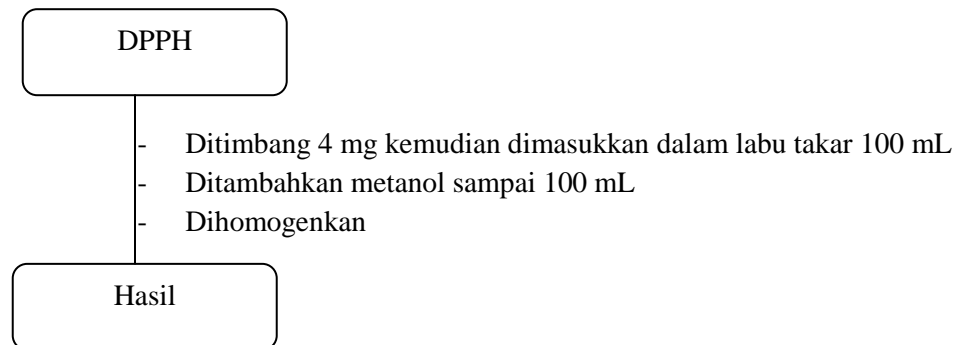 DPPH
- Ditimbang 4 mg kemudian dimasukkan dalam labu takar 100 mL
- Ditambahkan metanol sampai 100 mL
- Dihomogenkan
Hasil